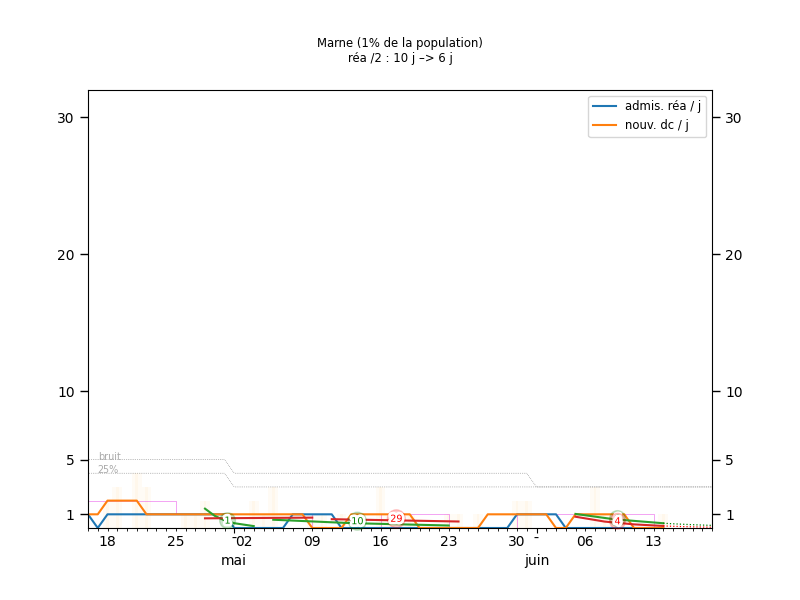 Marne (1% de la population)
réa /2 : 10 j –> 6 j
admis. réa / j
nouv. dc / j
30 30
20 20
10 10
5 5
1 1
bruit
25%
1 10 29 4
18 25 02 09 16 23 30 06 13
mai juin